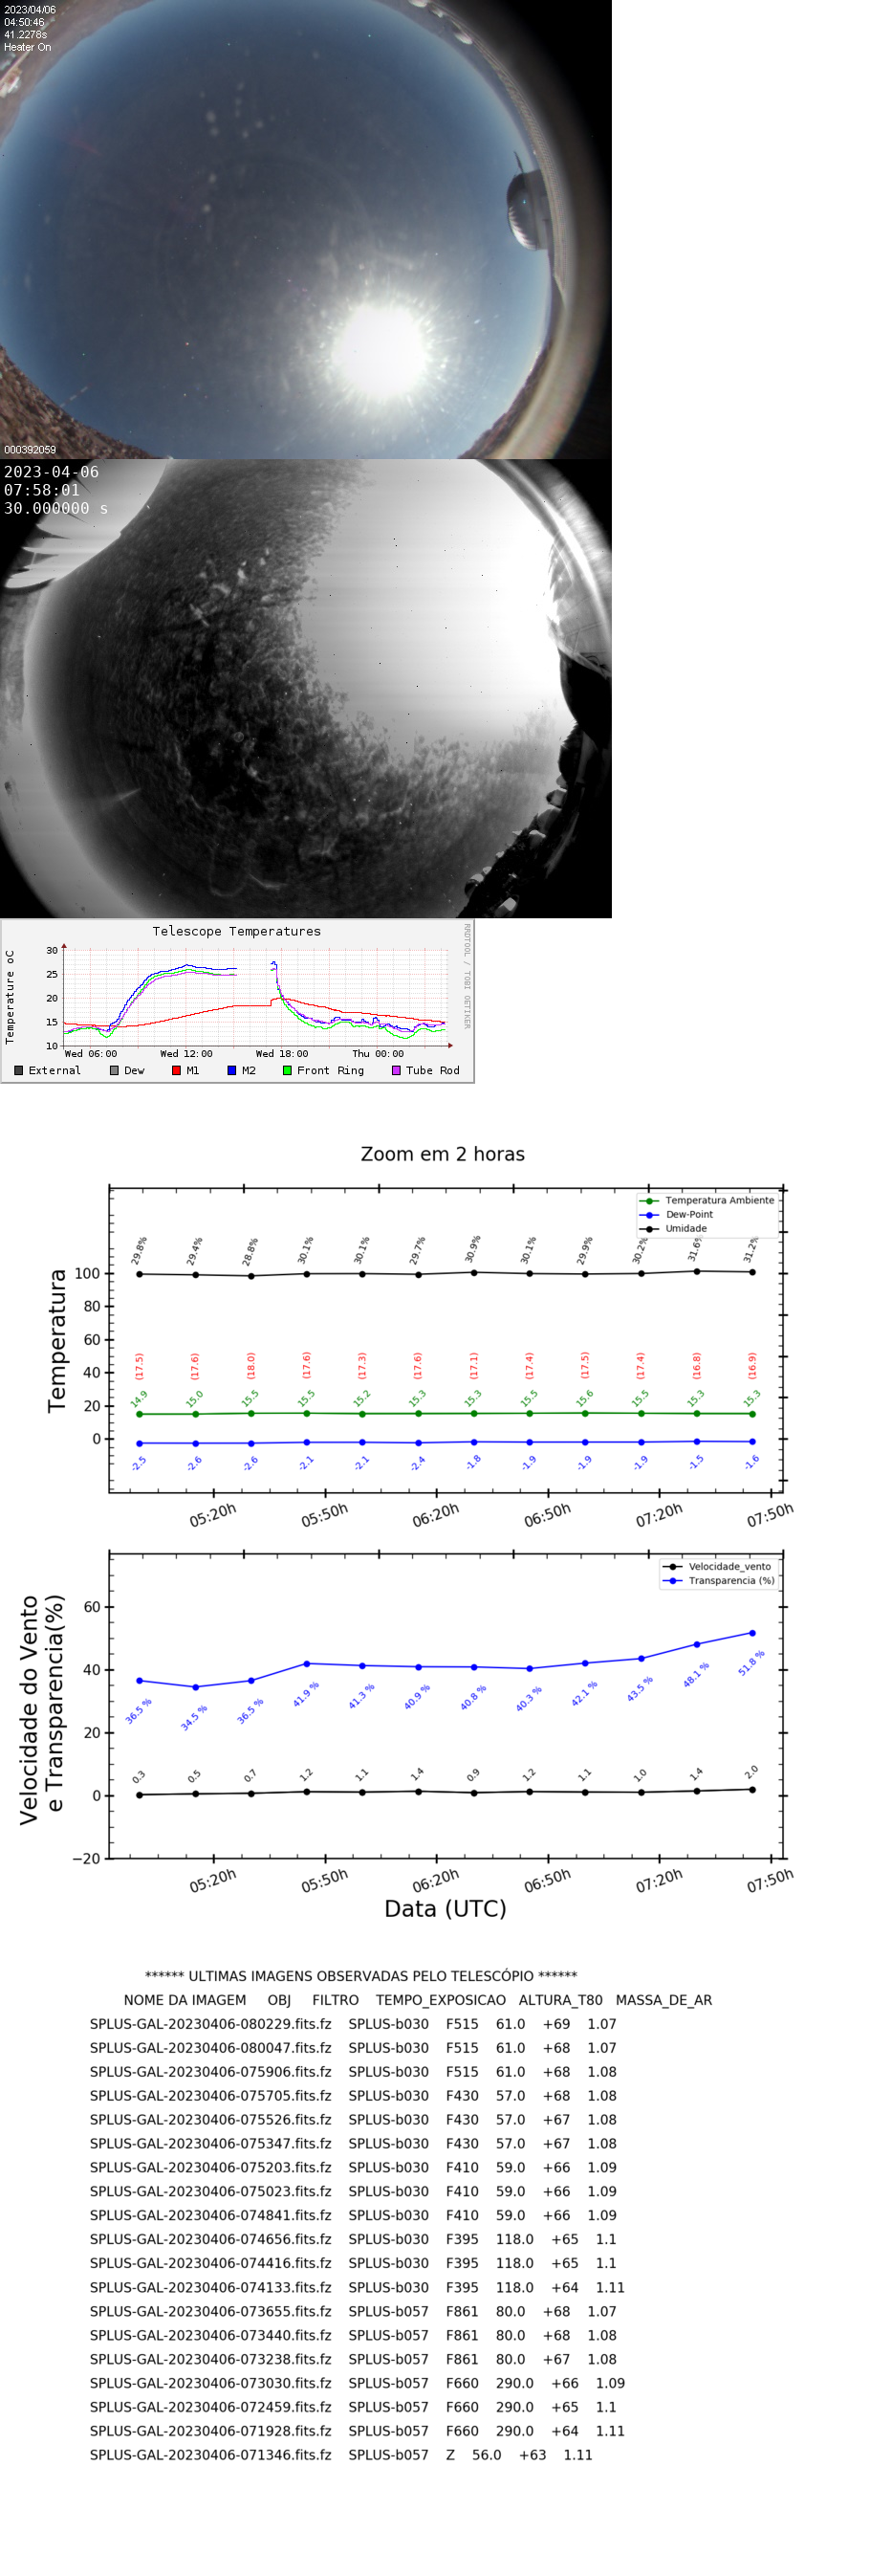 2023/04/06
04:50:46
41.2278s
Heater On
000392059
2023-04-06
07:58:01
30.000000 s
Telescope Temperatures
RRDTOOL / TOBI OETIKER
Temperature oC
30
25
20
15
10
Wed 06:00 Wed 12:00 Wed 18:00 Thu 00:00
External Dew M1 M2 Front Ring Tube Rod
Zoom em 2 horas
Temperatura Ambiente
Dew-Point
Umidade
29.8% 29.4% 28.8% 30.1% 30.1% 29.7% 30.9% 30.1% 29.9% 30.2% 31.6% 31.2%
Temperatura
100
80
60
40
20
0
(17.5) (17.6) (18.0) (17.6) (17.3) (17.6) (17.1) (17.4) (17.5) (17.4) (16.8) (16.9)
14.9 15.0 15.5 15.5 15.2 15.3 15.3 15.5 15.6 15.5 15.3 15.3
-2.5 -2.6 -2.6 -2.1 -2.1 -2.4 -1.8 -1.9 -1.9 -1.9 -1.5 -1.6
05:20h 05:50h 06:20h 06:50h 07:20h 07:50h
Velocidade_vento
Transparencia (%)
Velocidade do Vento
e Transparencia(%)
60
40
20
0
−20
36.5 % 34.5 % 36.5 % 41.9 % 41.3 % 40.9 % 40.8 % 40.3 % 42.1 % 43.5 % 48.1 % 51.8 %
0.3 0.5 0.7 1.2 1.1 1.4 0.9 1.2 1.1 1.0 1.4 2.0
05:20h 05:50h 06:20h 06:50h 07:20h 07:50h
Data (UTC)
****** ULTIMAS IMAGENS OBSERVADAS PELO TELESCÓPIO ******
NOME DA IMAGEM OBJ FILTRO TEMPO_EXPOSICAO ALTURA_T80 MASSA_DE_AR
SPLUS-GAL-20230406-080229.fits.fz SPLUS-b030 F515 61.0 +69 1.07
SPLUS-GAL-20230406-080047.fits.fz SPLUS-b030 F515 61.0 +68 1.07
SPLUS-GAL-20230406-075906.fits.fz SPLUS-b030 F515 61.0 +68 1.08
SPLUS-GAL-20230406-075705.fits.fz SPLUS-b030 F430 57.0 +68 1.08
SPLUS-GAL-20230406-075526.fits.fz SPLUS-b030 F430 57.0 +67 1.08
SPLUS-GAL-20230406-075347.fits.fz SPLUS-b030 F430 57.0 +67 1.08
SPLUS-GAL-20230406-075203.fits.fz SPLUS-b030 F410 59.0 +66 1.09
SPLUS-GAL-20230406-075023.fits.fz SPLUS-b030 F410 59.0 +66 1.09
SPLUS-GAL-20230406-074841.fits.fz SPLUS-b030 F410 59.0 +66 1.09
SPLUS-GAL-20230406-074656.fits.fz SPLUS-b030 F395 118.0 +65 1.1
SPLUS-GAL-20230406-074416.fits.fz SPLUS-b030 F395 118.0 +65 1.1
SPLUS-GAL-20230406-074133.fits.fz SPLUS-b030 F395 118.0 +64 1.11
SPLUS-GAL-20230406-073655.fits.fz SPLUS-b057 F861 80.0 +68 1.07
SPLUS-GAL-20230406-073440.fits.fz SPLUS-b057 F861 80.0 +68 1.08
SPLUS-GAL-20230406-073238.fits.fz SPLUS-b057 F861 80.0 +67 1.08
SPLUS-GAL-20230406-073030.fits.fz SPLUS-b057 F660 290.0 +66 1.09
SPLUS-GAL-20230406-072459.fits.fz SPLUS-b057 F660 290.0 +65 1.1
SPLUS-GAL-20230406-071928.fits.fz SPLUS-b057 F660 290.0 +64 1.11
SPLUS-GAL-20230406-071346.fits.fz SPLUS-b057 Z 56.0 +63 1.11